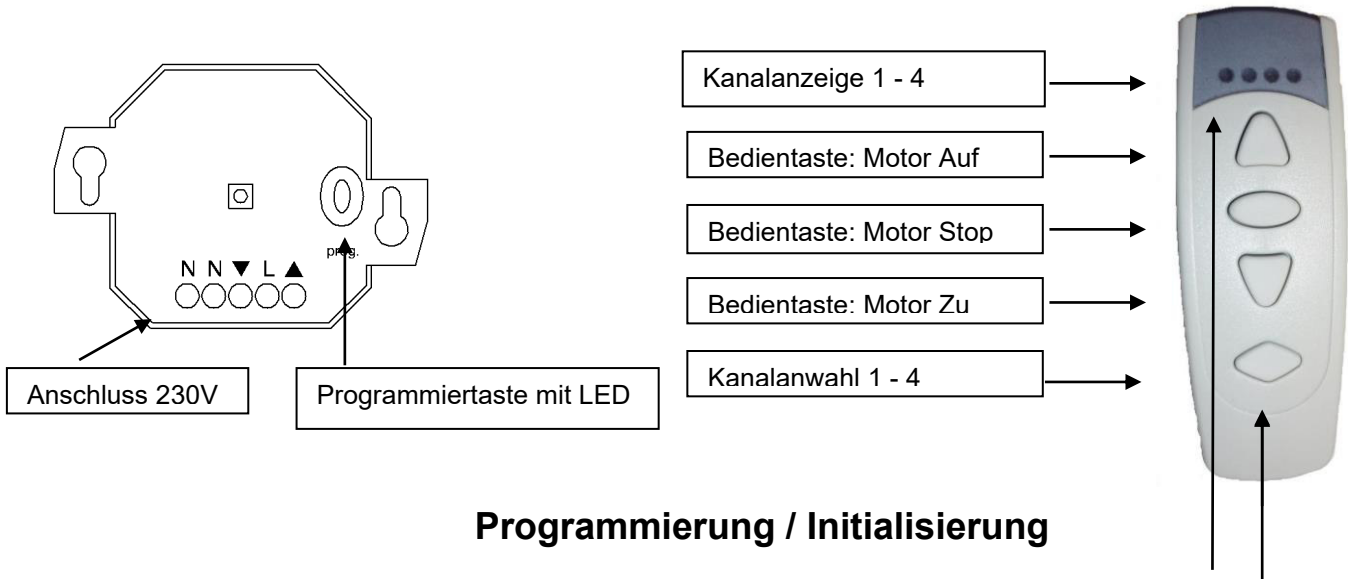 Kanalanzeige 1 - 4
Bedientaste: Motor Auf
Bedientaste: Motor Stop
Bedientaste: Motor Zu
Kanalanwahl 1 - 4
prog.
N N ▼ L ▲
Anschluss 230V
Programmiertaste mit LED
Programmierung / Initialisierung